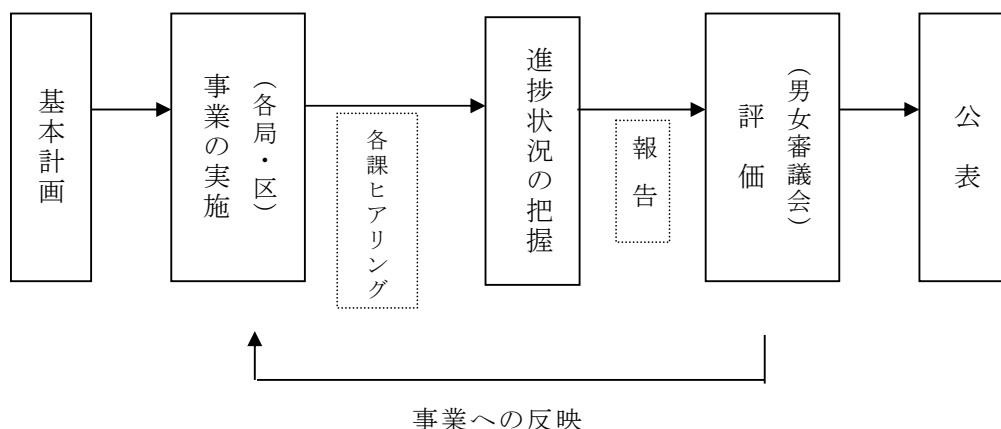 基本計画
事業の実施
（各局・区）
各課ヒアリング
進捗状況の把握
報告
評価
（男女審議会）
公表
事業への反映